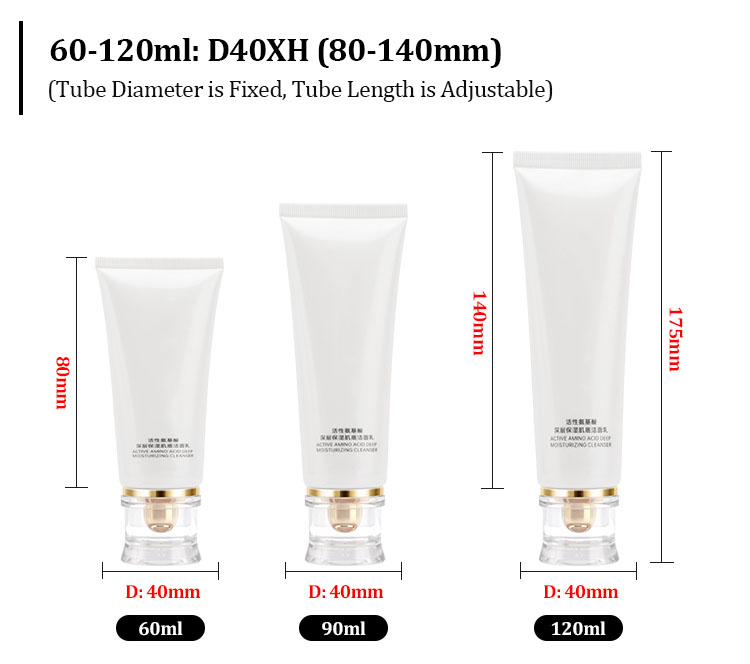 60-120ml: D40XH (80-140mm)
(Tube Diameter is Fixed, Tube Length is Adjustable)
80mm
140mm
175mm
活性氨基酸
深层保湿肌底洁面乳
ACTIVE AMINO ACID DEEP
MOISTURIZING CLEANSER
活性氨基酸
深层保湿肌底洁面乳
ACTIVE AMINO ACID DEEP
MOISTURIZING CLEANSER
活性氨基酸
深层保湿肌底洁面乳
ACTIVE AMINO ACID DEEP
MOISTURIZING CLEANSER
D: 40mm
D: 40mm
D: 40mm
60ml
90ml
120ml